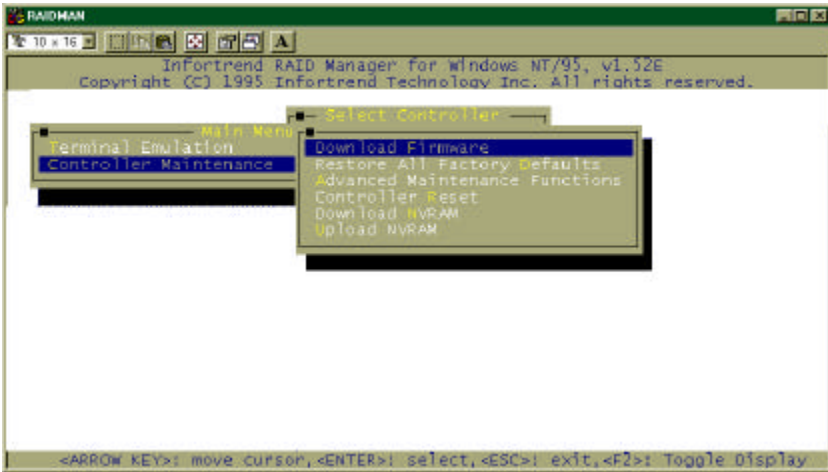 RAIDMAN
10 x 16
A
Infortrend RAID Manager for Windows NT/95, v1.52E
Copyright (C) 1995 Infortrend Technology Inc. All rights reserved.
Select Controller
Main Menu
Terminal Emulation
Controller Maintenance
Download Firmware
Restore All Factory Defaults
Advanced Maintenance Functions
Controller Reset
Download NVRAM
Upload NVRAM
<ARROW KEY>: move cursor,<ENTER>: select,<ESC>: exit,<F2>: Toggle Display